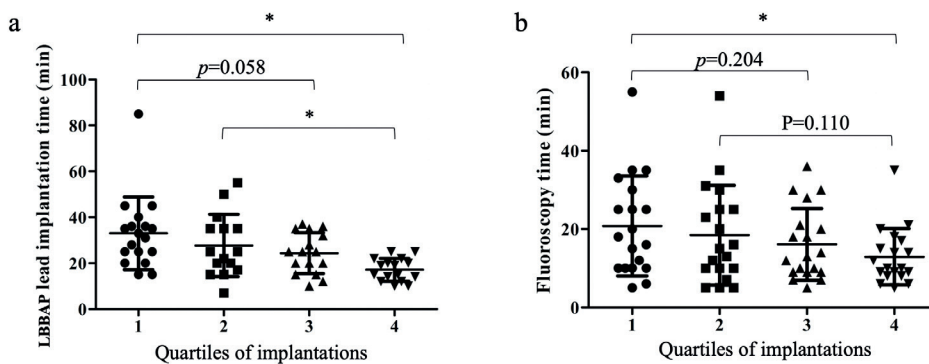 a
*
p=0.058
*
LBBAP lead implantation time (min)
100
80
60
40
20
0
1 2 3 4
Quartiles of implantations
b
*
p=0.204
P=0.110
Fluoroscopy time (min)
60
40
20
0
1 2 3 4
Quartiles of implantations